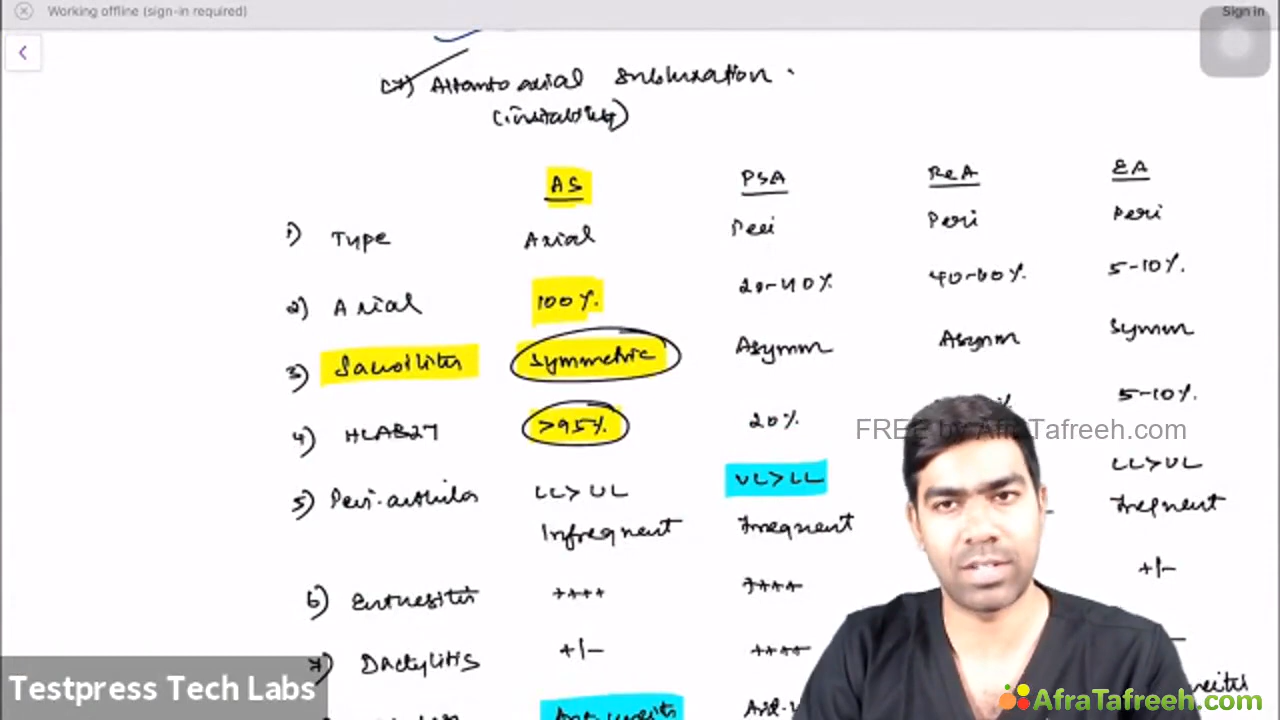 Working offline (sign-in required)
Sign in
(7) Atlanto axial Subluxation.
(instability)
AS PSA ReA EA
1) Type Axial Peri Peri Peri
2) Axial 100%. 20-40% 40-60%. 5-10%.
3) Sacroiliitis Symmetric Asymm Asymm Symm
4) HLAB27 >95% 20% % 5-10%.
FREE by AfraTafreeh.com
5) Peri-arthritis LL>UL UL>LL LL>UL
Infrequent Frequent Frequent
6) Enthesitis ++++ ++++ +/-
7) Dactylitis +/- ++++
Testpress Tech Labs
AfraTafreeh.com